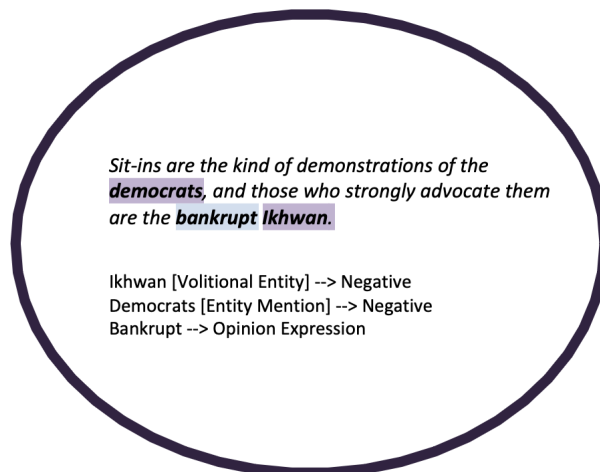 Sit-ins are the kind of demonstrations of the
democrats, and those who strongly advocate them
are the bankrupt Ikhwan.
Ikhwan [Volitional Entity] --> Negative
Democrats [Entity Mention] --> Negative
Bankrupt --> Opinion Expression